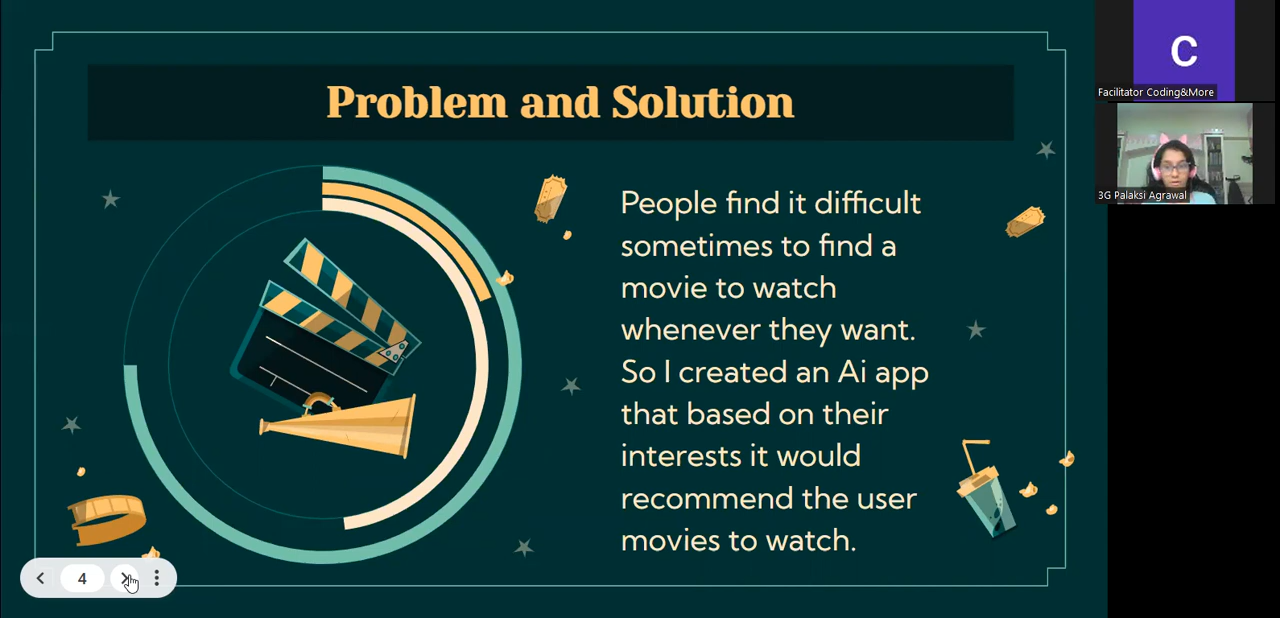 Problem and Solution
People find it difficult
sometimes to find a
movie to watch
whenever they want.
So I created an Ai app
that based on their
interests it would
recommend the user
movies to watch.
4
C
Facilitator Coding&More
3G Palaksi Agrawal